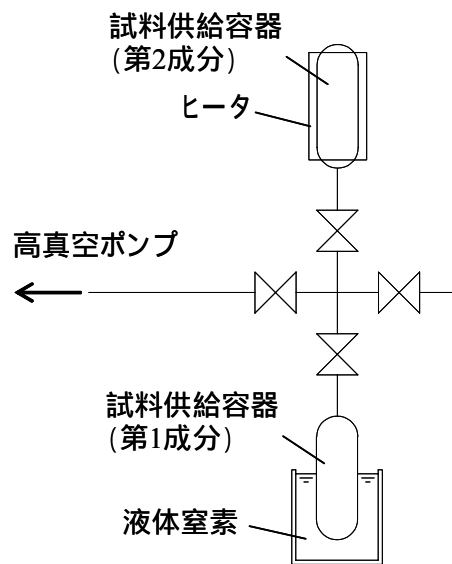 試料供給容器
(第2成分)
ヒータ
高真空ポンプ
試料供給容器
(第1成分)
液体窒素